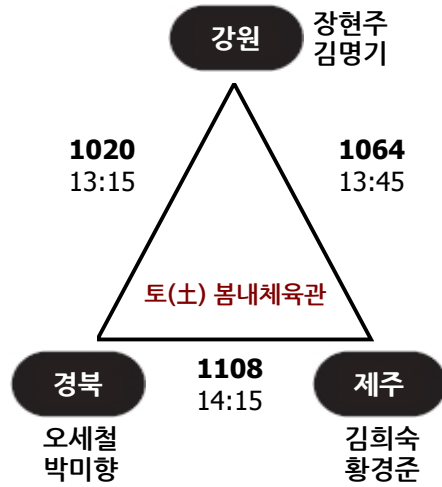 강원
장현주
김명기
1020
13:15
1064
13:45
토(土) 봄내체육관
경북
1108
14:15
제주
오세철
박미향
김희숙
황경준